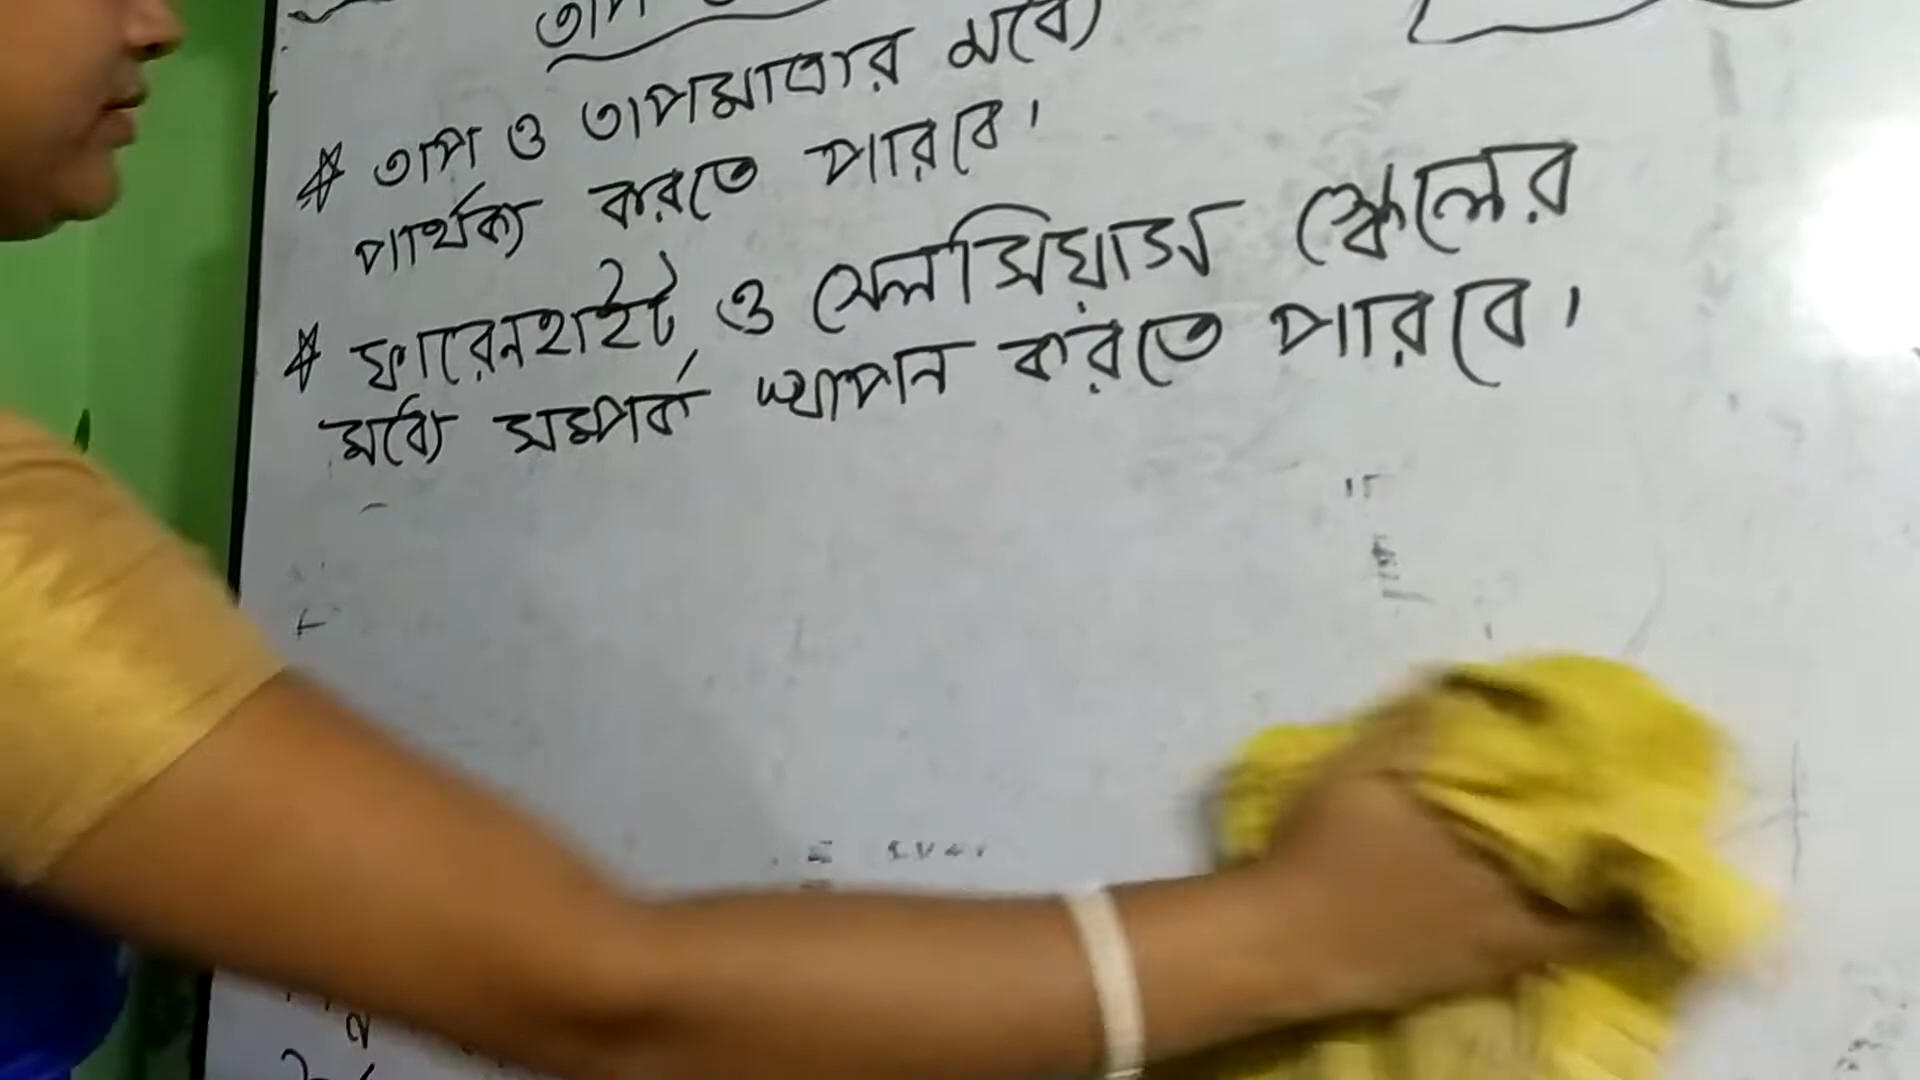 তাপ
* তাপ ও তাপমাত্রার মধ্যে
পার্থক্য করতে পারবে।
* ফারেনহাইট ও সেলসিয়াস স্কেলের
মধ্যে সম্পর্ক স্থাপন করতে পারবে।